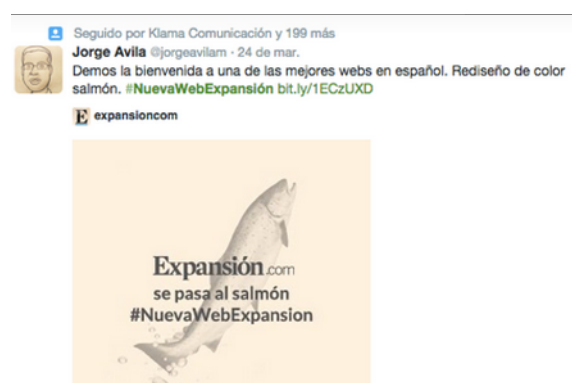 Seguido por Klama Comunicación y 199 más
Jorge Avila @jorgeavilam · 24 de mar.
Demos la bienvenida a una de las mejores webs en español. Rediseño de color
salmón. #NuevaWebExpansión bit.ly/1ECzUXD
E expansioncom
Expansión.com
se pasa al salmón
#NuevaWebExpansion